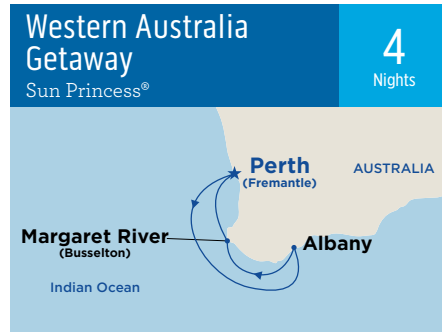 Western Australia
Getaway
Sun Princess®
4
Nights
Perth
(Fremantle)
AUSTRALIA
Margaret River
(Busselton)
Albany
Indian Ocean